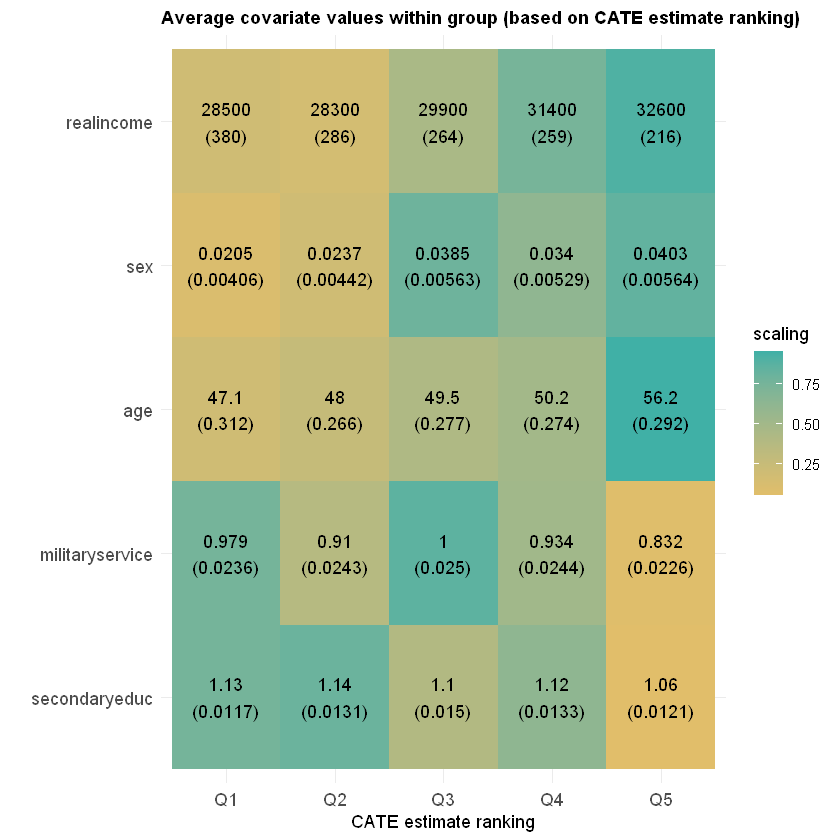 Average covariate values within group (based on CATE estimate ranking)
realincome
28500 28300 29900 31400 32600
(380) (286) (264) (259) (216)
sex
0.0205 0.0237 0.0385 0.034 0.0403
(0.00406) (0.00442) (0.00563) (0.00529) (0.00564)
age
47.1 48 49.5 50.2 56.2
(0.312) (0.266) (0.277) (0.274) (0.292)
militaryservice
0.979 0.91 1 0.934 0.832
(0.0236) (0.0243) (0.025) (0.0244) (0.0226)
secondaryeduc
1.13 1.14 1.1 1.12 1.06
(0.0117) (0.0131) (0.015) (0.0133) (0.0121)
Q1 Q2 Q3 Q4 Q5
CATE estimate ranking
scaling
0.75
0.50
0.25